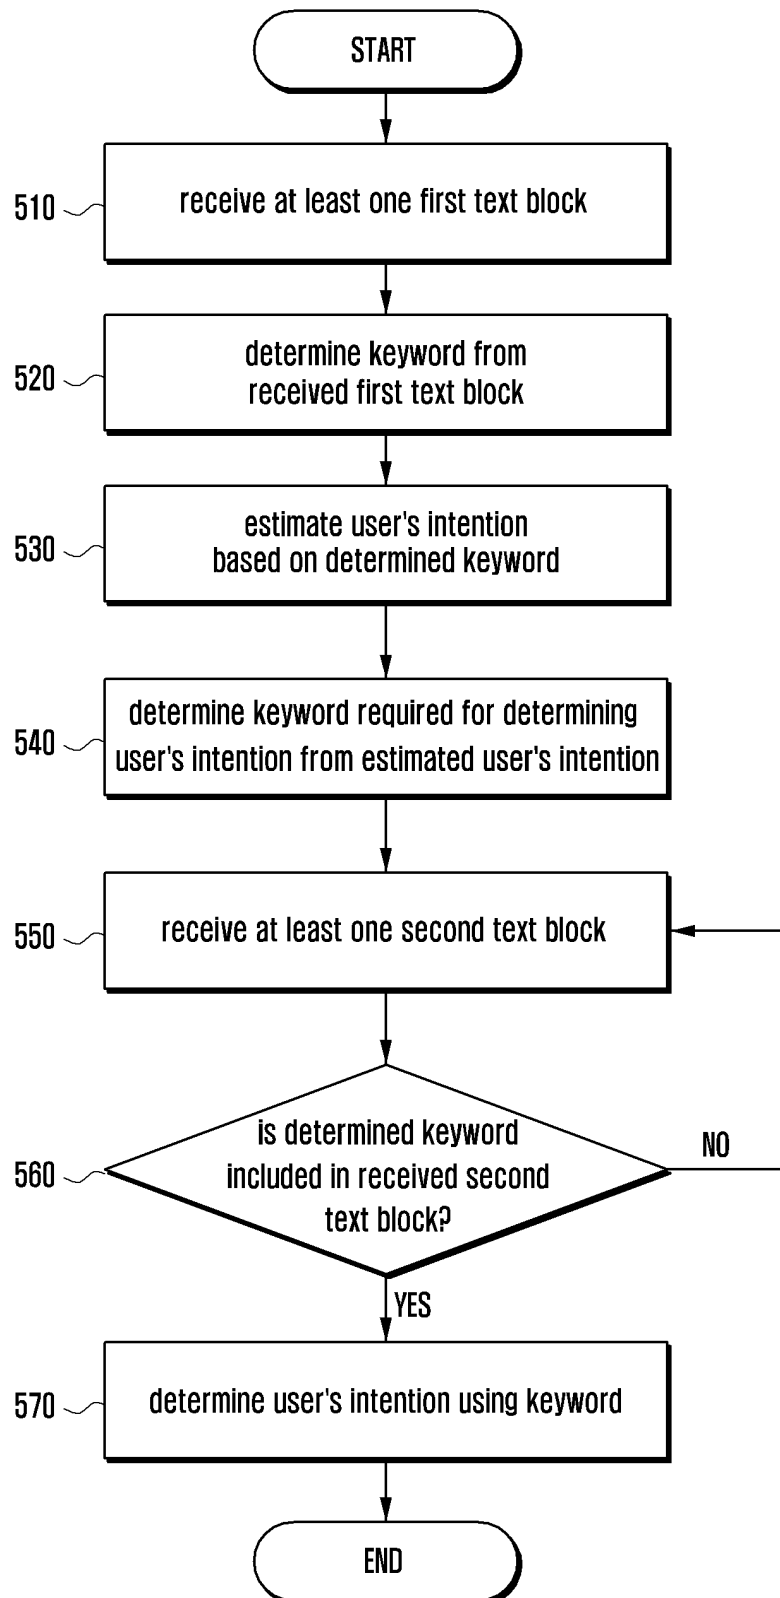 START
510
receive at least one first text block
520
determine keyword from
received first text block
530
estimate user's intention
based on determined keyword
540
determine keyword required for determining
user's intention from estimated user's intention
550
receive at least one second text block
560
is determined keyword
included in received second
text block?
NO
YES
570
determine user's intention using keyword
END